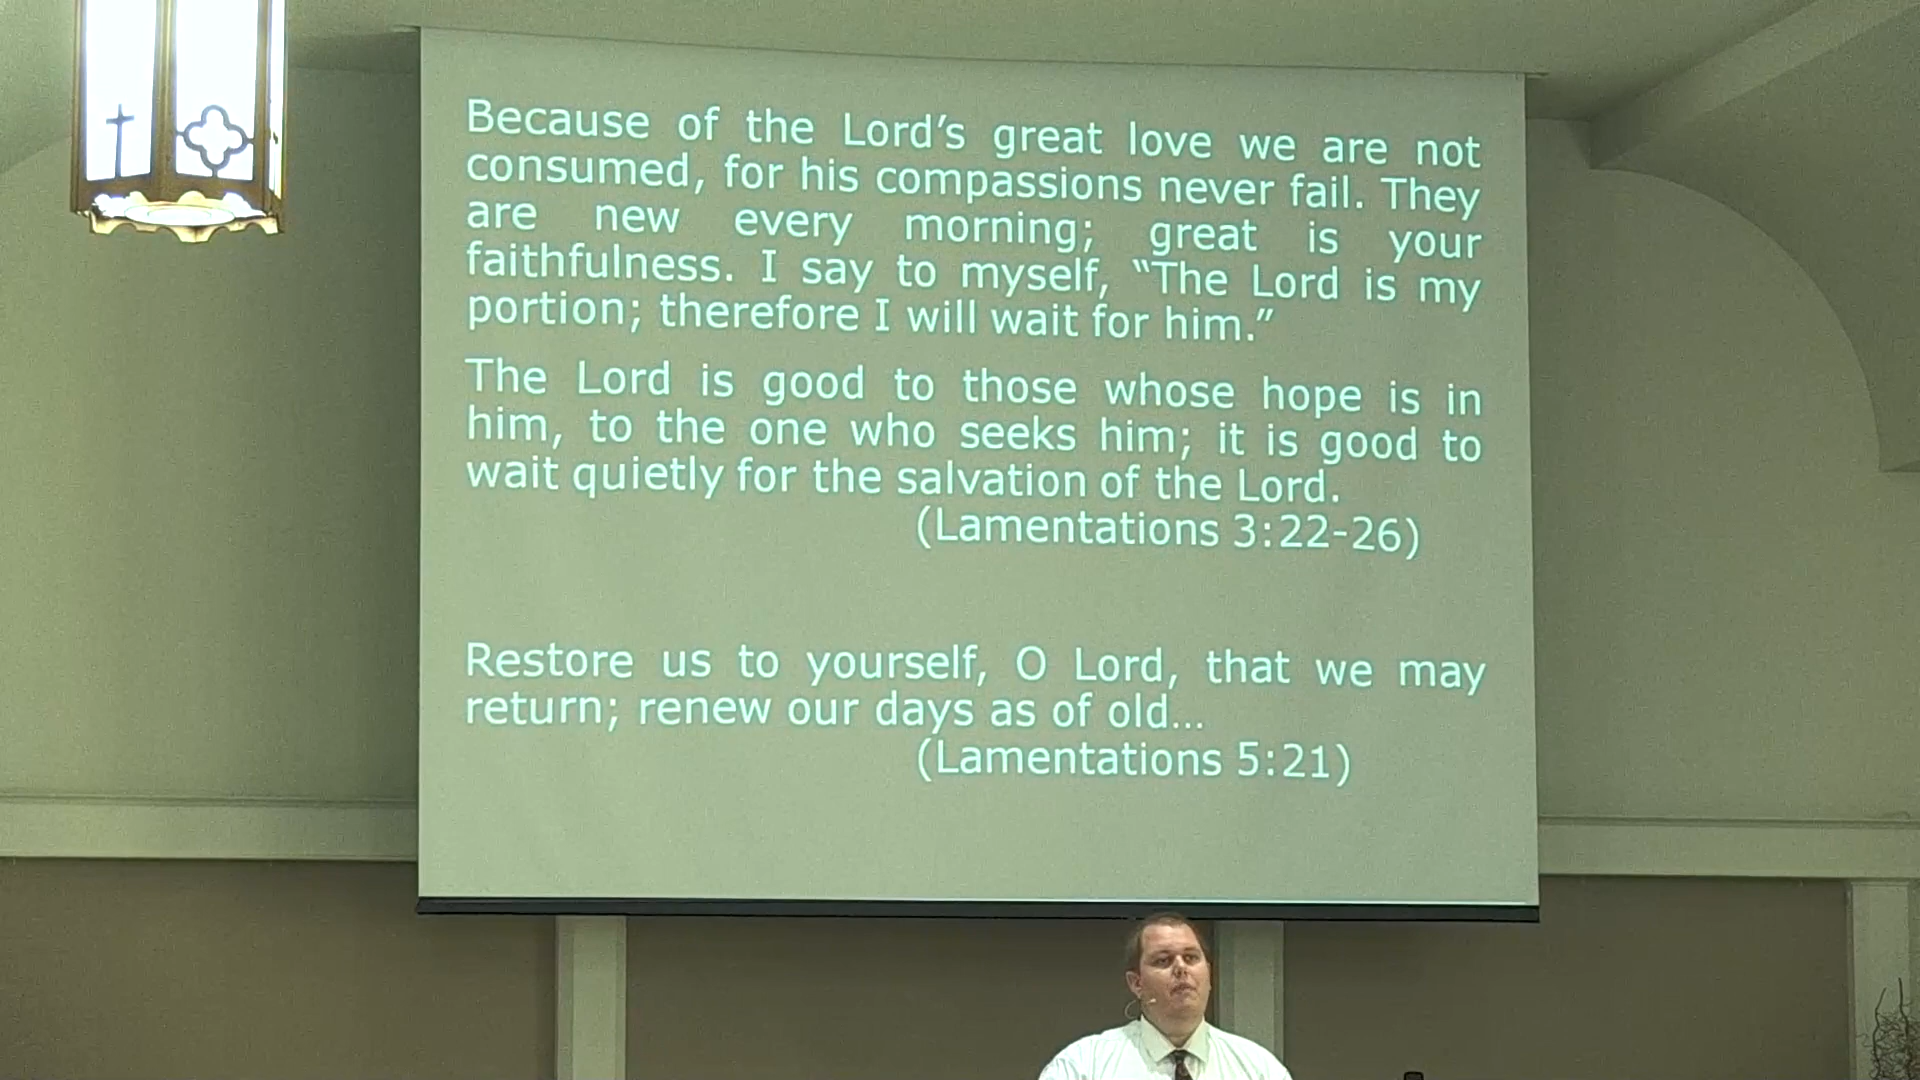 Because of the Lord’s great love we are not
consumed, for his compassions never fail. They
are new every morning; great is your
faithfulness. I say to myself, “The Lord is my
portion; therefore I will wait for him.”
The Lord is good to those whose hope is in
him, to the one who seeks him; it is good to
wait quietly for the salvation of the Lord.
(Lamentations 3:22-26)
Restore us to yourself, O Lord, that we may
return; renew our days as of old...
(Lamentations 5:21)